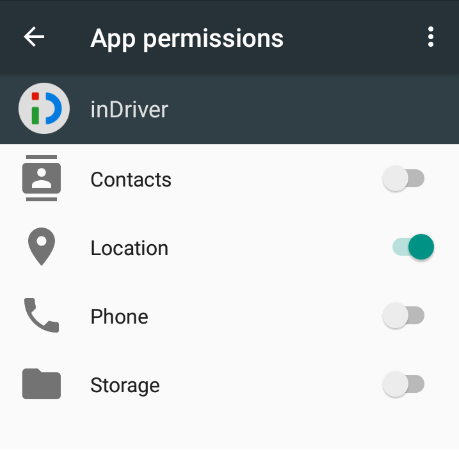 App permissions
inDriver
Contacts
Location
Phone
Storage